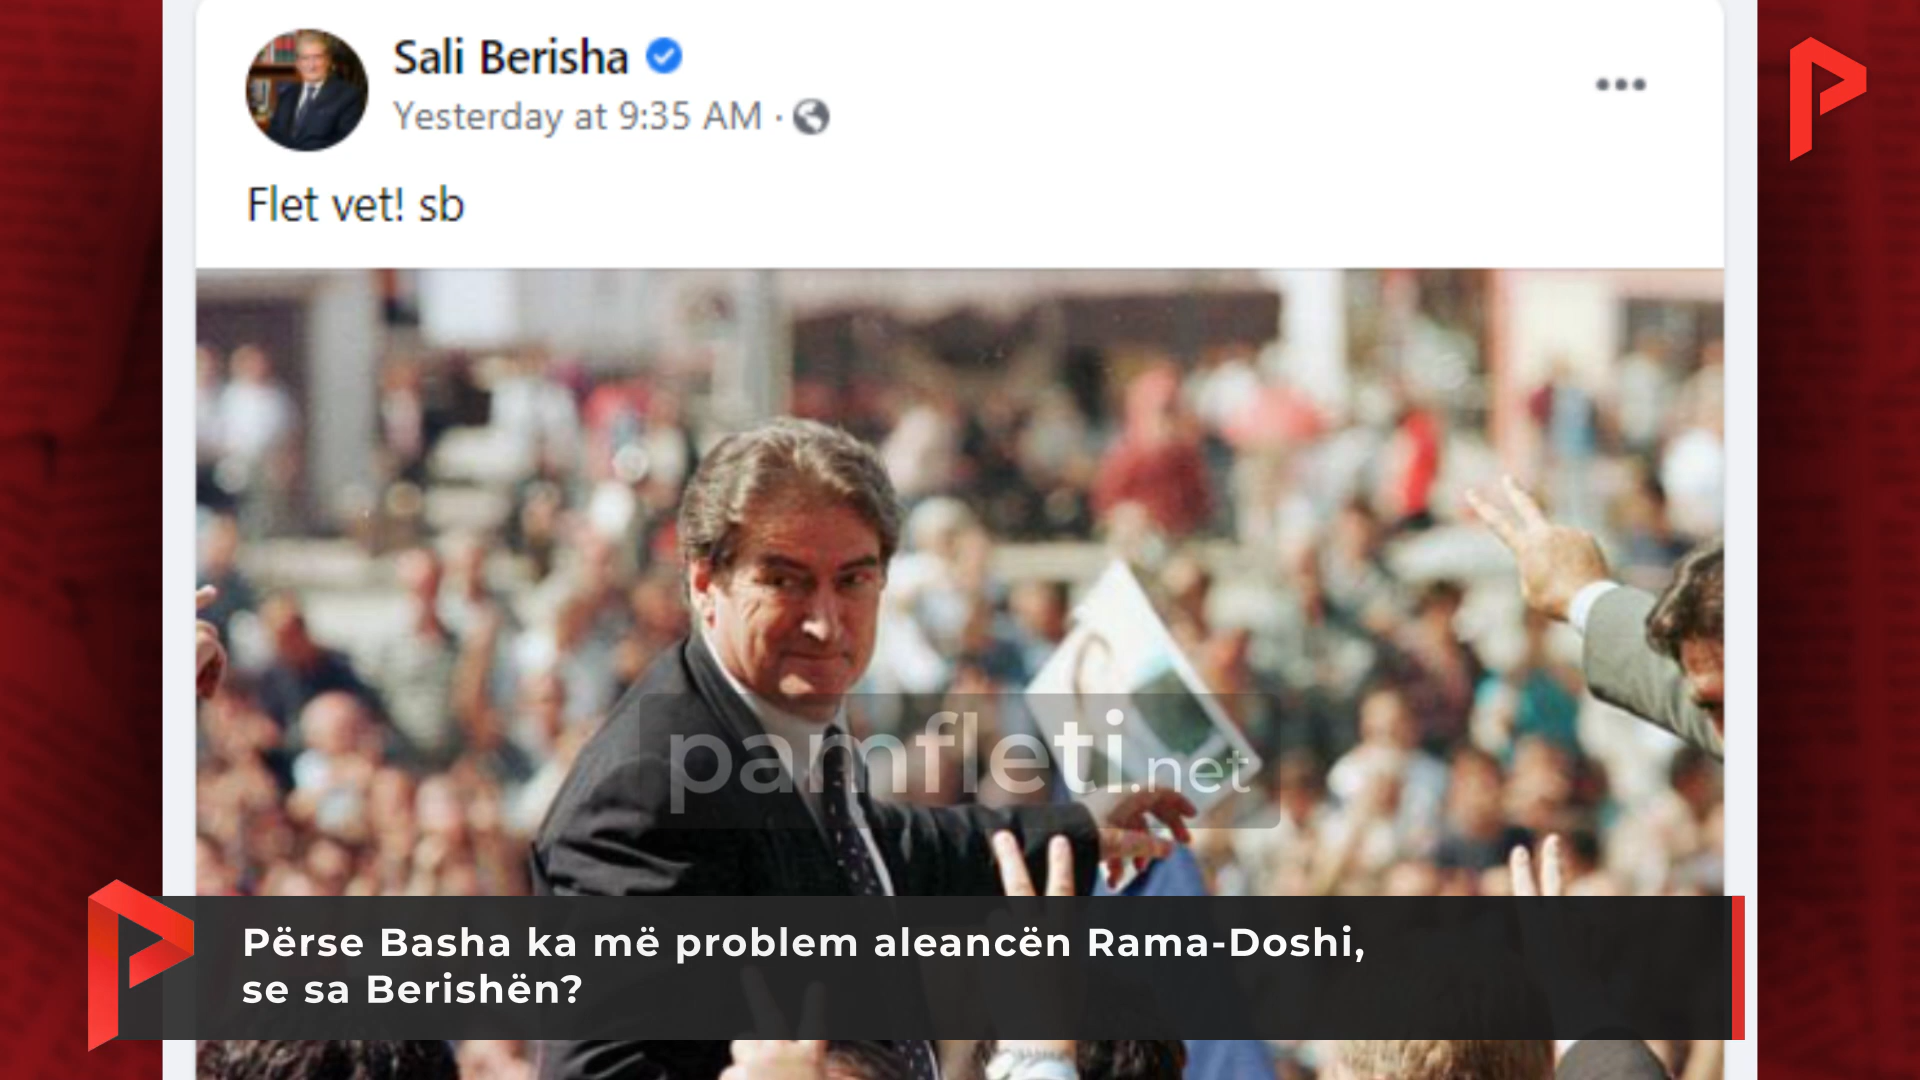 Sali Berisha
Yesterday at 9:35 AM ·
Flet vet! sb
pamfleti.net
Përse Basha ka më problem aleancën Rama-Doshi,
se sa Berishën?